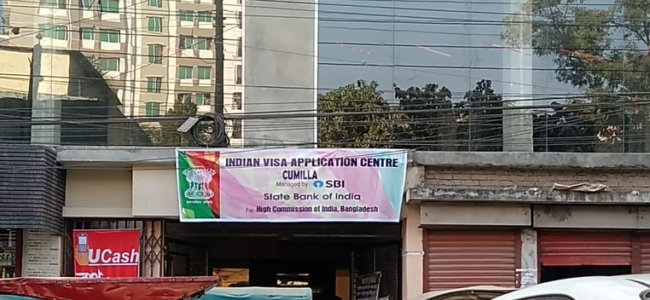 INDIAN VISA APPLICATION CENTRE
CUMILLA
Managed by SBI
State Bank of India
For High Commission of India, Bangladesh
UCash